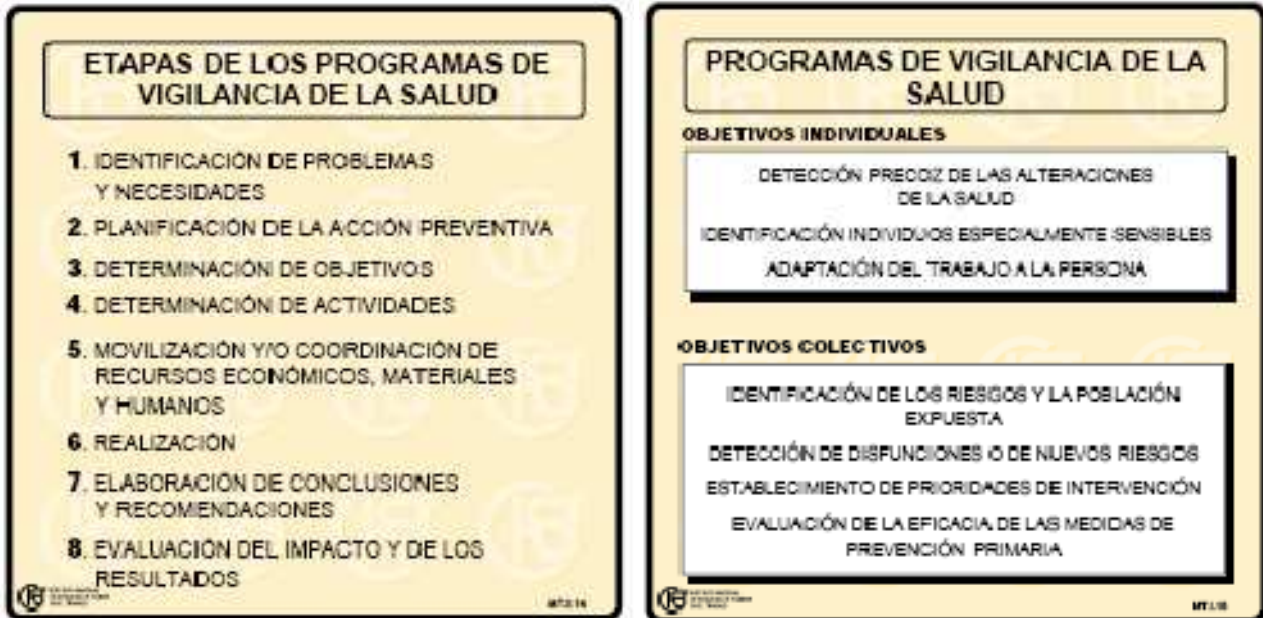 ETAPAS DE LOS PROGRAMAS DE
VIGILANCIA DE LA SALUD
1. IDENTIFICACIÓN DE PROBLEMAS
Y NECESIDADES
2. PLANIFICACIÓN DE LA ACCIÓN PREVENTIVA
3. DETERMINACIÓN DE OBJETIVOS
4. DETERMINACIÓN DE ACTIVIDADES
5. MOVILIZACIÓN Y/O COORDINACIÓN DE
RECURSOS ECONÓMICOS, MATERIALES
Y HUMANOS
6. REALIZACIÓN
7. ELABORACIÓN DE CONCLUSIONES
Y RECOMENDACIONES
8. EVALUACIÓN DEL IMPACTO Y DE LOS
RESULTADOS
PROGRAMAS DE VIGILANCIA DE LA
SALUD
OBJETIVOS INDIVIDUALES
DETECCIÓN PRECOZ DE LAS ALTERACIONES
DE LA SALUD
IDENTIFICACIÓN INDIVIDUOS ESPECIALMENTE SENSIBLES
ADAPTACIÓN DEL TRABAJO A LA PERSONA
OBJETIVOS COLECTIVOS
IDENTIFICACIÓN DE LOS RIESGOS Y LA POBLACIÓN
EXPUESTA
DETECCIÓN DE DISFUNCIONES O DE NUEVOS RIESGOS
ESTABLECIMIENTO DE PRIORIDADES DE INTERVENCIÓN
EVALUACIÓN DE LA EFICACIA DE LAS MEDIDAS DE
PREVENCIÓN PRIMARIA